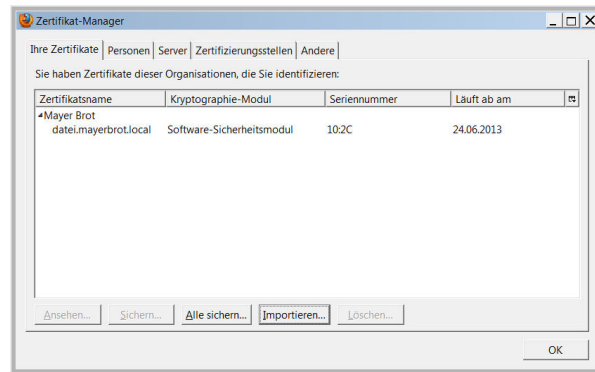 Zertifikat-Manager
Ihre Zertifikate Personen Server Zertifizierungsstellen Andere
Sie haben Zertifikate dieser Organisationen, die Sie identifizieren:
Zertifikatsname Kryptographie-Modul Seriennummer Läuft ab am
Mayer Brot
datei.mayerbrot.local Software-Sicherheitsmodul 10:2C 24.06.2013
Ansehen... Sichern... Alle sichern... Importieren... Löschen...
OK